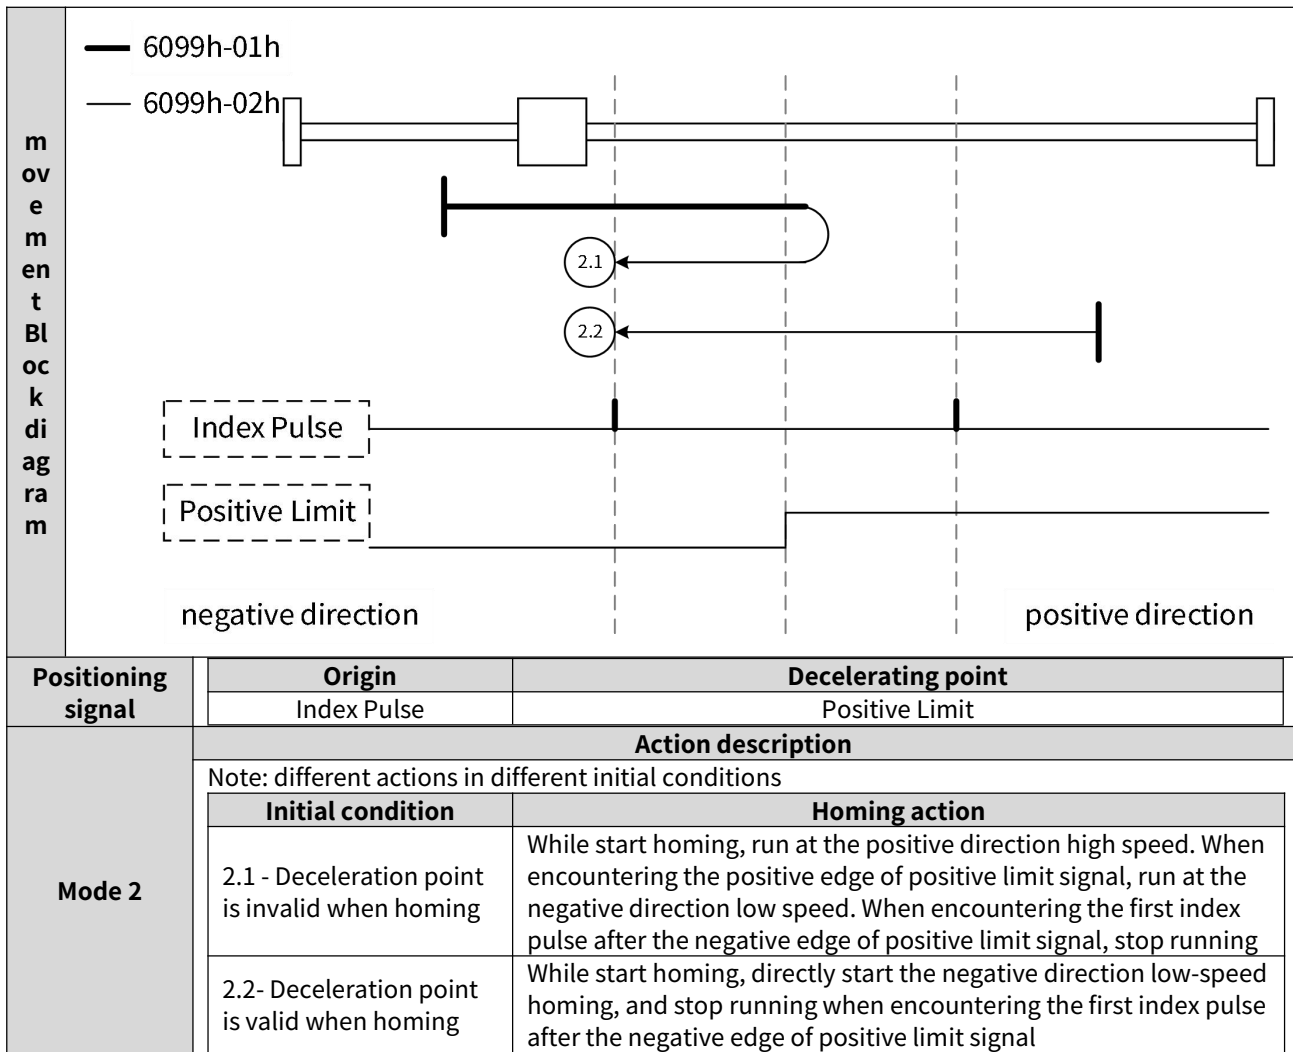 6099h-01h
6099h-02h
m
ov
e
m
en
t
Bl
oc
k
di
ag
ra
m
2.1
2.2
Index Pulse
Positive Limit
negative direction
positive direction
Positioning
signal
Origin
Decelerating point
Index Pulse
Positive Limit
Mode 2
Action description
Note: different actions in different initial conditions
Initial condition
Homing action
2.1 - Deceleration point
is invalid when homing
While start homing, run at the positive direction high speed. When
encountering the positive edge of positive limit signal, run at the
negative direction low speed. When encountering the first index
pulse after the negative edge of positive limit signal, stop running
2.2- Deceleration point
is valid when homing
While start homing, directly start the negative direction low-speed
homing, and stop running when encountering the first index pulse
after the negative edge of positive limit signal